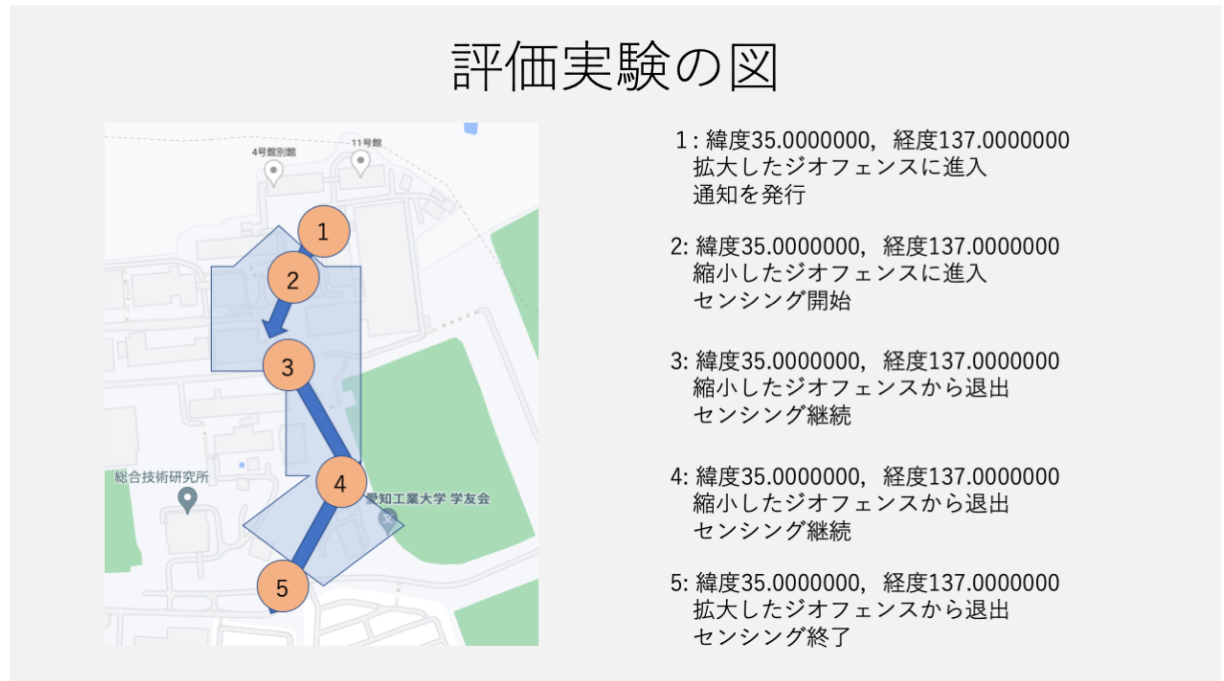 評価実験の図
4号館別館
11号館
1
2
3
4
5
総合技術研究所
愛知工業大学 学友会
文
1 : 緯度35.0000000, 経度137.0000000
拡大したジオフェンスに進入
通知を発行
2: 緯度35.0000000, 経度137.0000000
縮小したジオフェンスに進入
センシング開始
3: 緯度35.0000000, 経度137.0000000
縮小したジオフェンスから退出
センシング継続
4: 緯度35.0000000, 経度137.0000000
縮小したジオフェンスから退出
センシング継続
5: 緯度35.0000000, 経度137.0000000
拡大したジオフェンスから退出
センシング終了